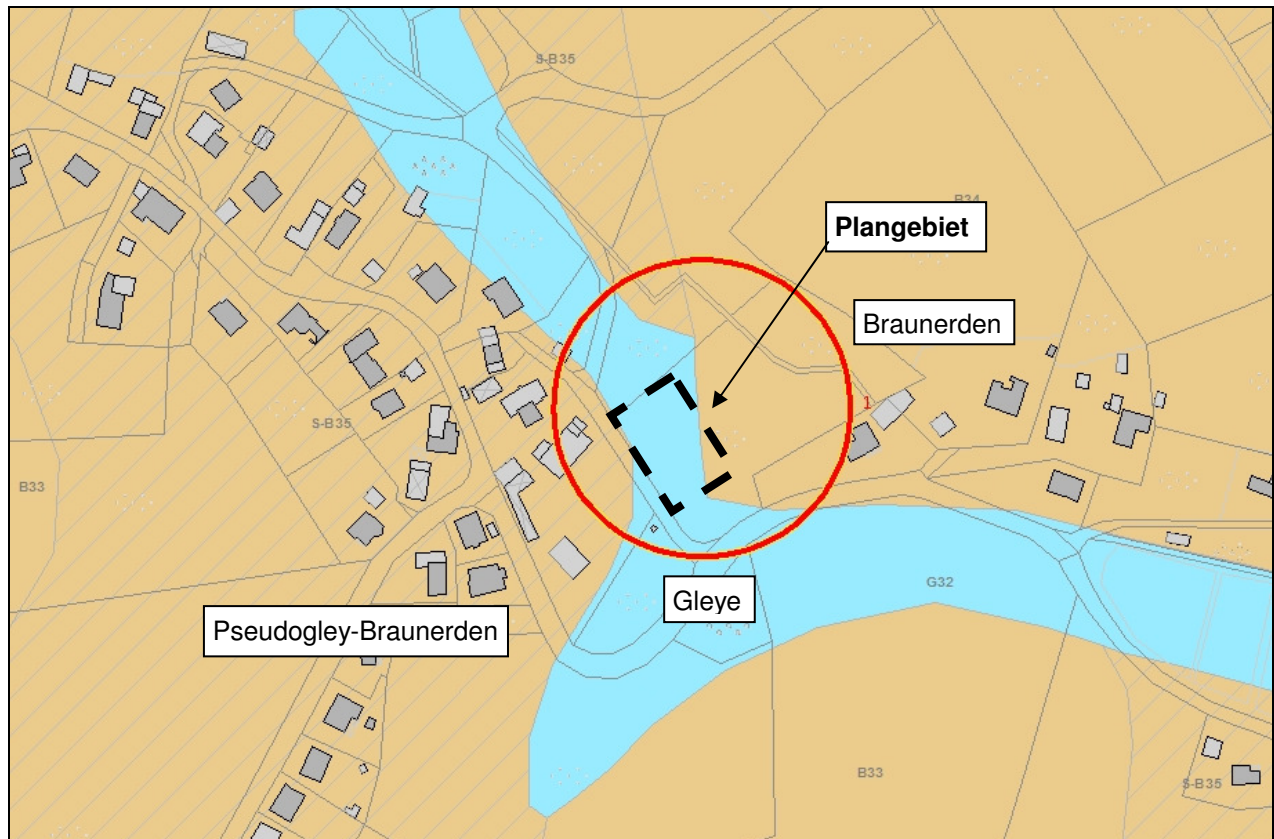 S-B35
B34
Plangebiet
Braunerden
1
S-B35
B33
G32
Gleye
Pseudogley-Braunerden
B33
S-B35